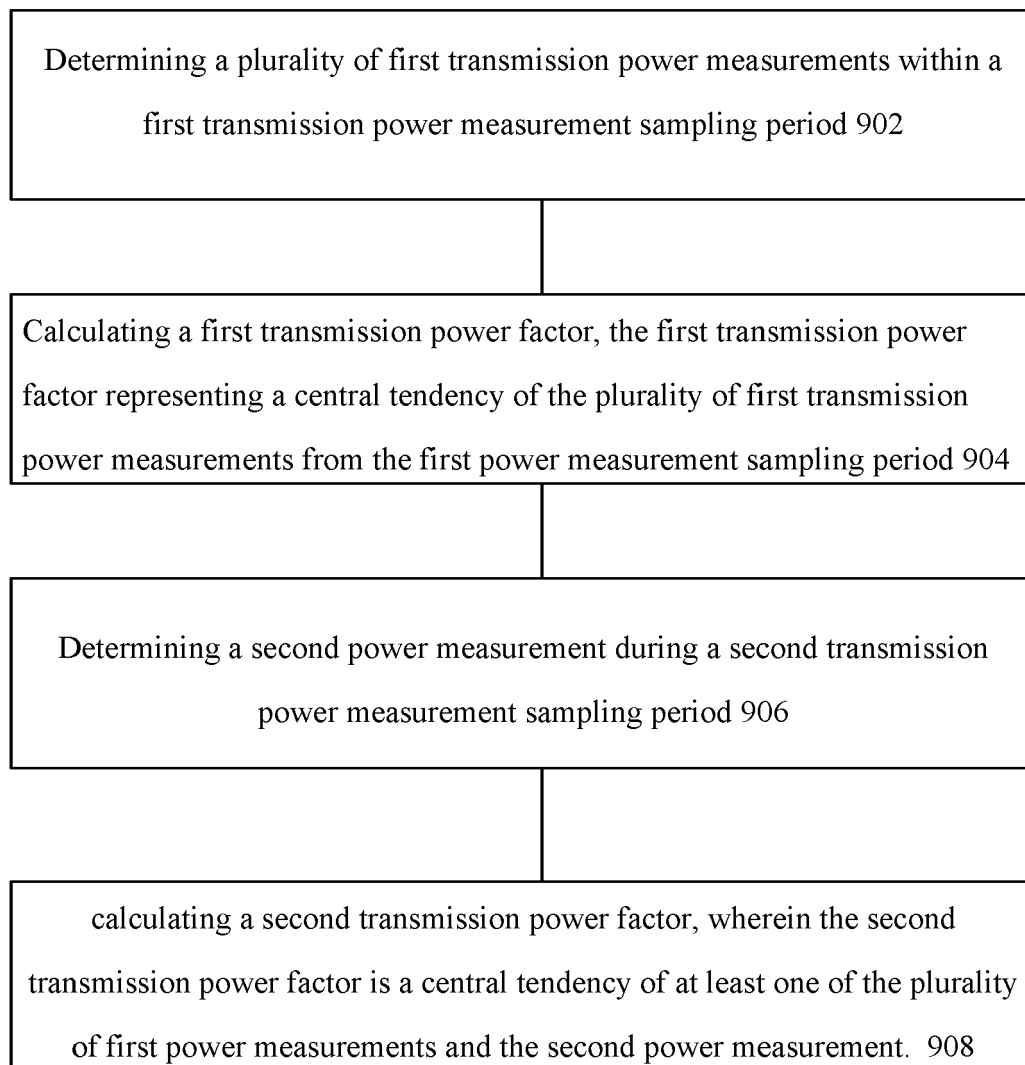 Determining a plurality of first transmission power measurements within a
first transmission power measurement sampling period 902
Calculating a first transmission power factor, the first transmission power
factor representing a central tendency of the plurality of first transmission
power measurements from the first power measurement sampling period 904
Determining a second power measurement during a second transmission
power measurement sampling period 906
calculating a second transmission power factor, wherein the second
transmission power factor is a central tendency of at least one of the plurality
of first power measurements and the second power measurement.  908